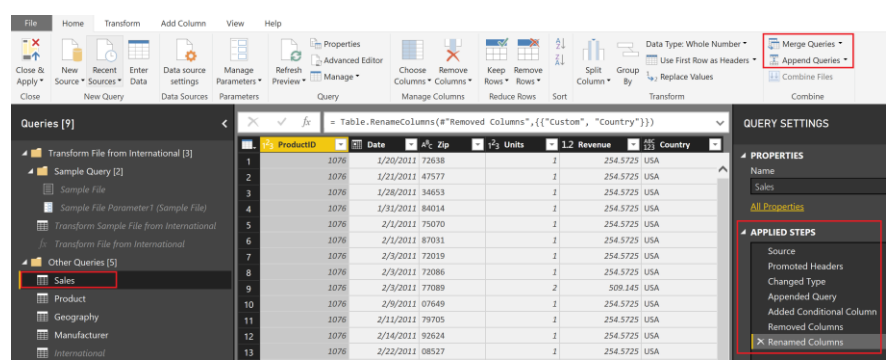 File Home Transform Add Column View Help
Close & Apply New Source Recent Sources Enter Data Data source settings Manage Parameters Refresh Preview Properties Advanced Editor Manage Choose Columns Remove Columns Keep Rows Remove Rows Split Column Group By Data Type: Whole Number Use First Row as Headers Replace Values Merge Queries Append Queries Combine Files
Close New Query Data Sources Parameters Query Manage Columns Reduce Rows Sort Transform Combine
Queries [9]
Transform File from International [3]
Sample Query [2]
Sample File
Sample File Parameter1 (Sample File)
Transform Sample File from International
Transform File from International
Other Queries [5]
Sales
Product
Geography
Manufacturer
International
fx = Table.RenameColumns(#"Removed Columns",{{"Custom", "Country"}})
1²3 ProductID Date ABC Zip 1²3 Units 1.2 Revenue ABC 123 Country
1 1076 1/20/2011 72638 1 254.5725 USA
2 1076 1/21/2011 47577 1 254.5725 USA
3 1076 1/28/2011 34653 1 254.5725 USA
4 1076 1/31/2011 84014 1 254.5725 USA
5 1076 2/1/2011 75070 1 254.5725 USA
6 1076 2/1/2011 87031 1 254.5725 USA
7 1076 2/3/2011 72019 1 254.5725 USA
8 1076 2/3/2011 72086 1 254.5725 USA
9 1076 2/3/2011 77089 2 509.145 USA
10 1076 2/9/2011 07649 1 254.5725 USA
11 1076 2/11/2011 79705 1 254.5725 USA
12 1076 2/14/2011 92624 1 254.5725 USA
13 1076 2/22/2011 08527 1 254.5725 USA
QUERY SETTINGS
PROPERTIES
Name
Sales
All Properties
APPLIED STEPS
Source
Promoted Headers
Changed Type
Appended Query
Added Conditional Column
Removed Columns
Renamed Columns